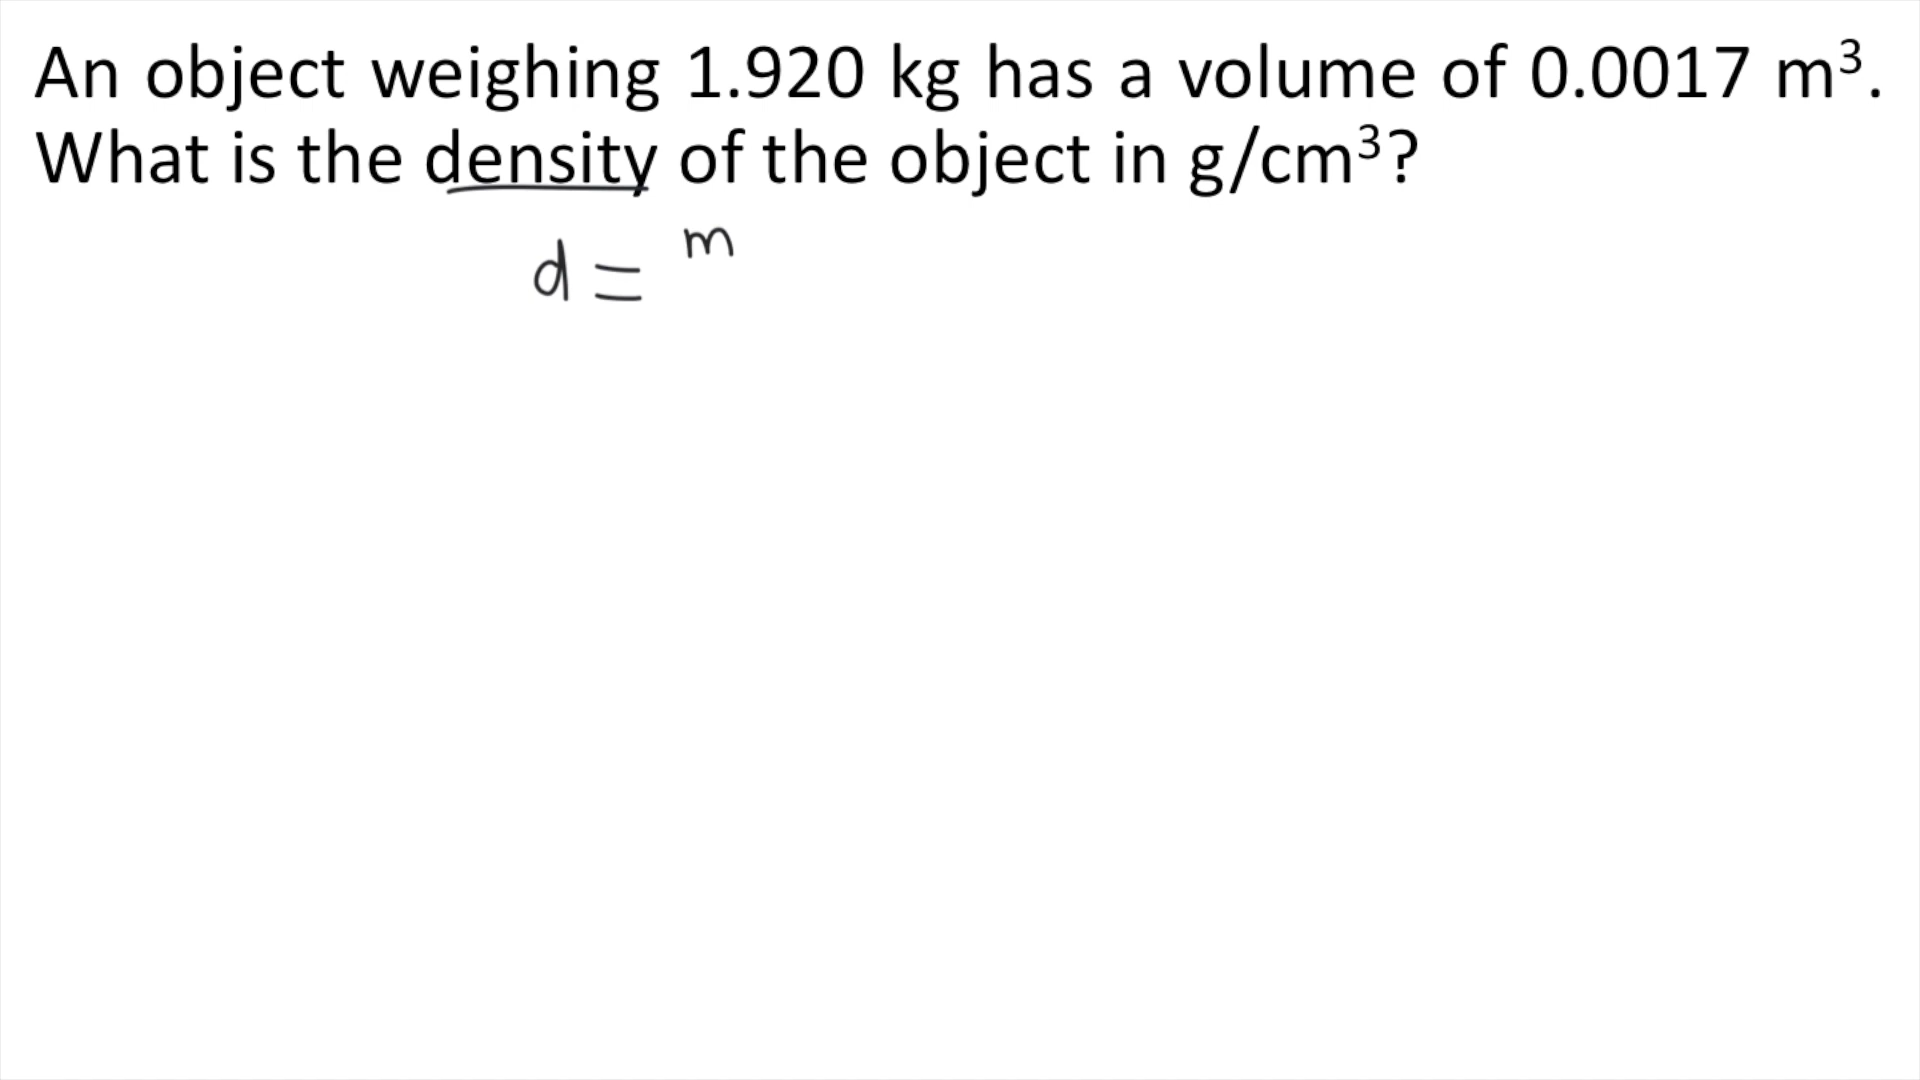 An object weighing 1.920 kg has a volume of 0.0017 m³.
What is the density of the object in g/cm³?
d = m